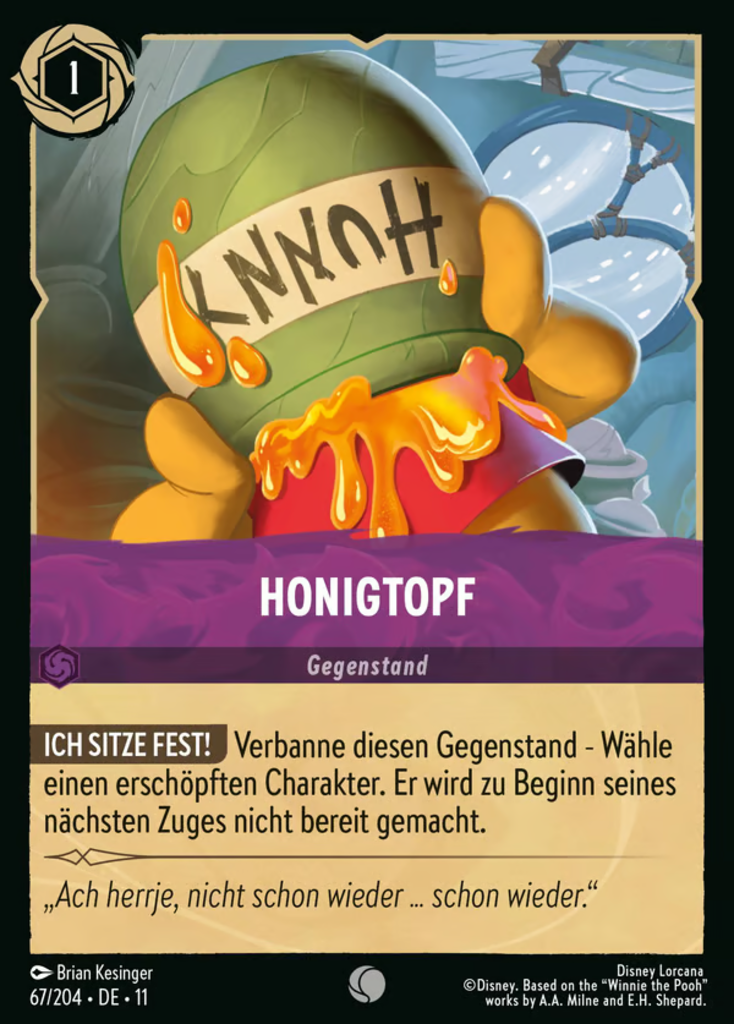 1
HUNNY
HONIGTOPF
Gegenstand
ICH SITZE FEST! Verbanne diesen Gegenstand - Wähle
einen erschöpften Charakter. Er wird zu Beginn seines
nächsten Zuges nicht bereit gemacht.
„Ach herrje, nicht schon wieder ... schon wieder.“
Brian Kesinger
67/204 • DE • 11
Disney Lorcana
©Disney. Based on the “Winnie the Pooh”
works by A.A. Milne and E.H. Shepard.